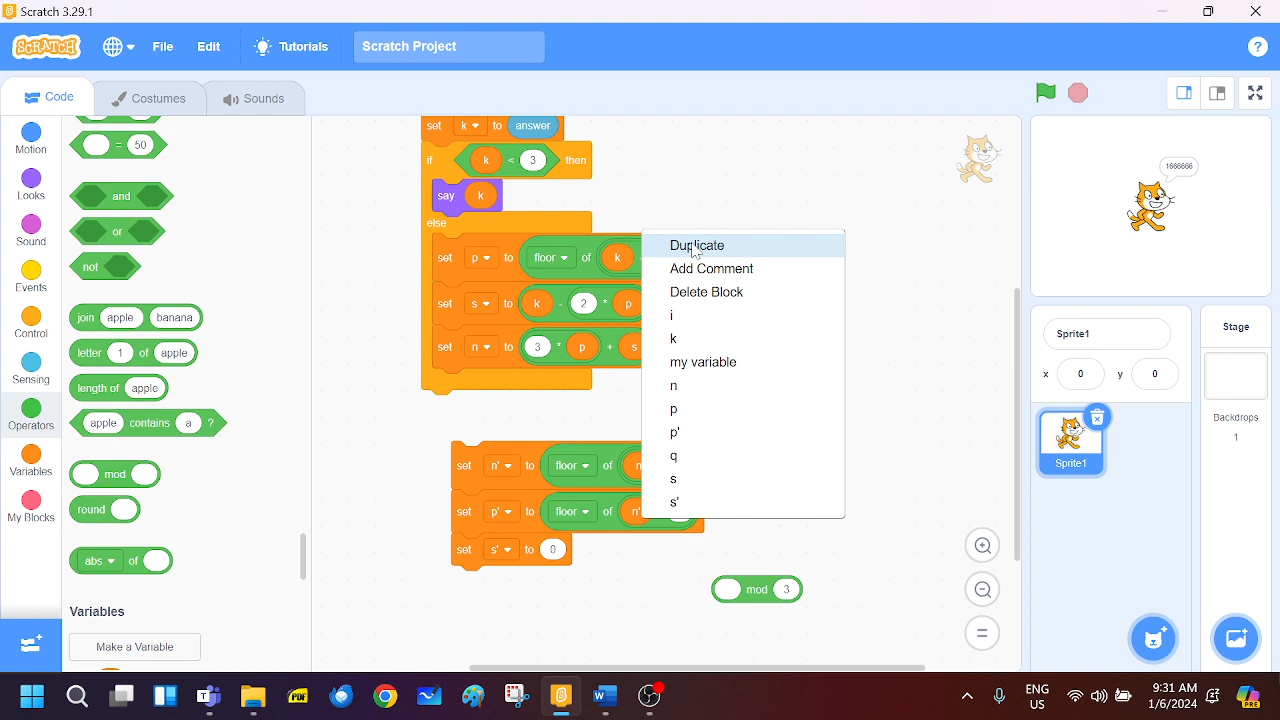 Scratch 3.29.1
SCRATCH File Edit Tutorials Scratch Project ?
Code Costumes Sounds
Motion
Looks
Sound
Events
Control
Sensing
Operators
Variables
My Blocks
= 50
and
or
not
join apple banana
letter 1 of apple
length of apple
apple contains a ?
mod
round
abs of
Variables
Make a Variable
set k to answer
if k < 3 then
say k
else
set p to floor of k
set s to k - 2 * p
set n to 3 * p + s
set n' to floor of n
set p' to floor of n'
set s' to 0
mod 3
Duplicate
Add Comment
Delete Block
i
k
my variable
n
p
p'
q
s
s'
1666666
Sprite1
x 0 y 0
Sprite1
Stage
Backdrops
1
PDF
W
ENG
US
9:31 AM
1/6/2024
PRE